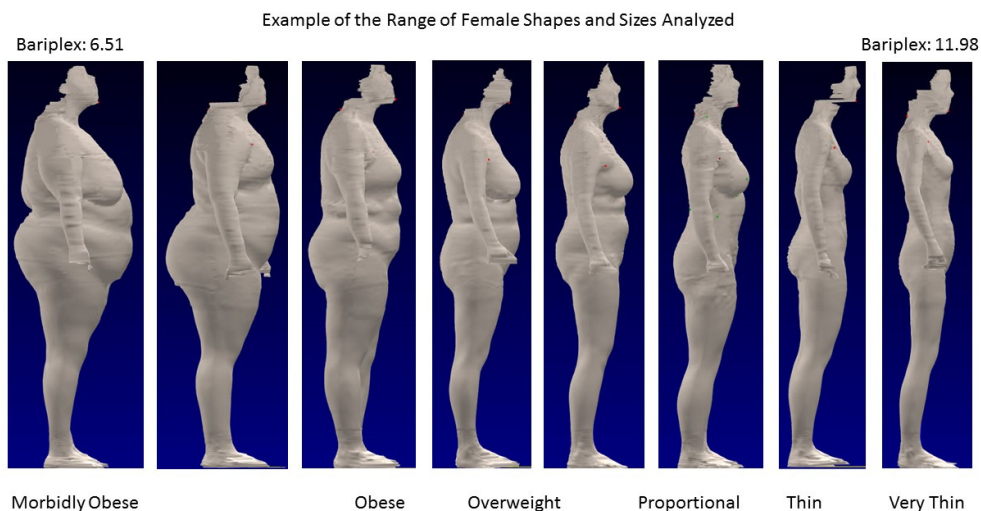 Example of the Range of Female Shapes and Sizes Analyzed
Bariplex: 6.51
Bariplex: 11.98
Morbidly Obese
Obese
Overweight
Proportional
Thin
Very Thin